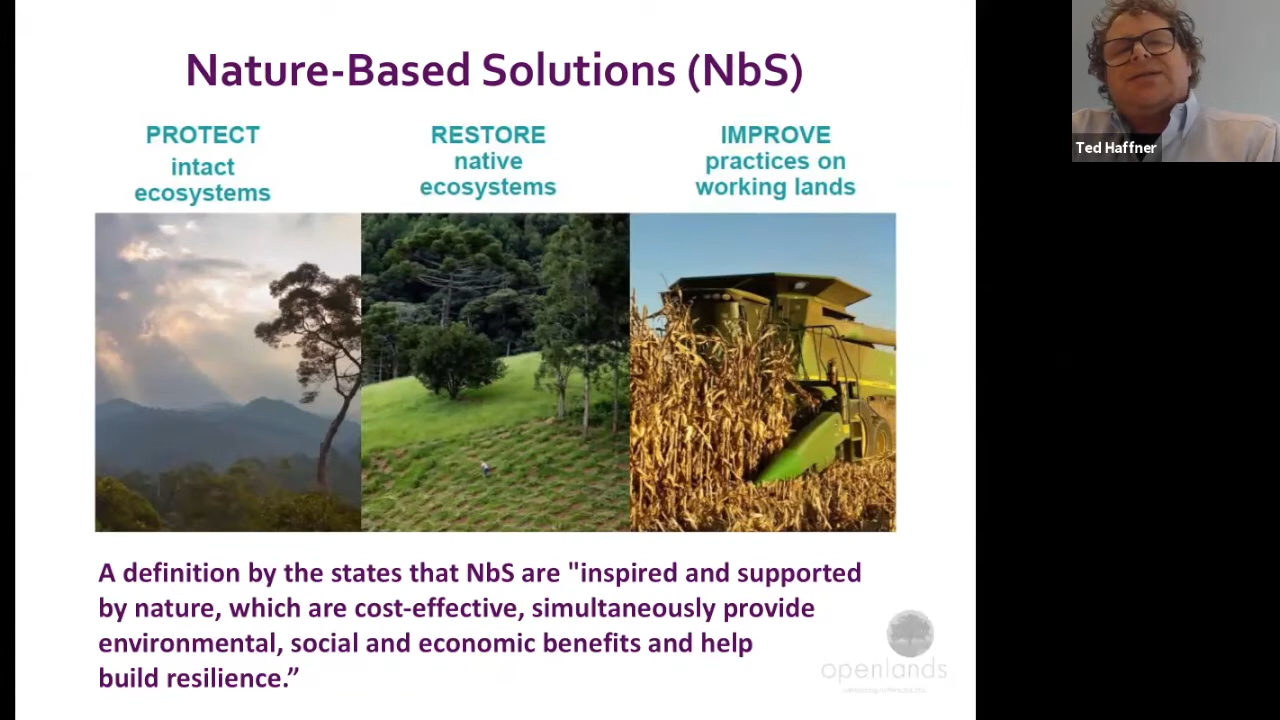 Nature-Based Solutions (NbS)
PROTECT
intact
ecosystems
RESTORE
native
ecosystems
IMPROVE
practices on
working lands
A definition by the states that NbS are "inspired and supported
by nature, which are cost-effective, simultaneously provide
environmental, social and economic benefits and help
build resilience.”
openlands
Ted Haffner